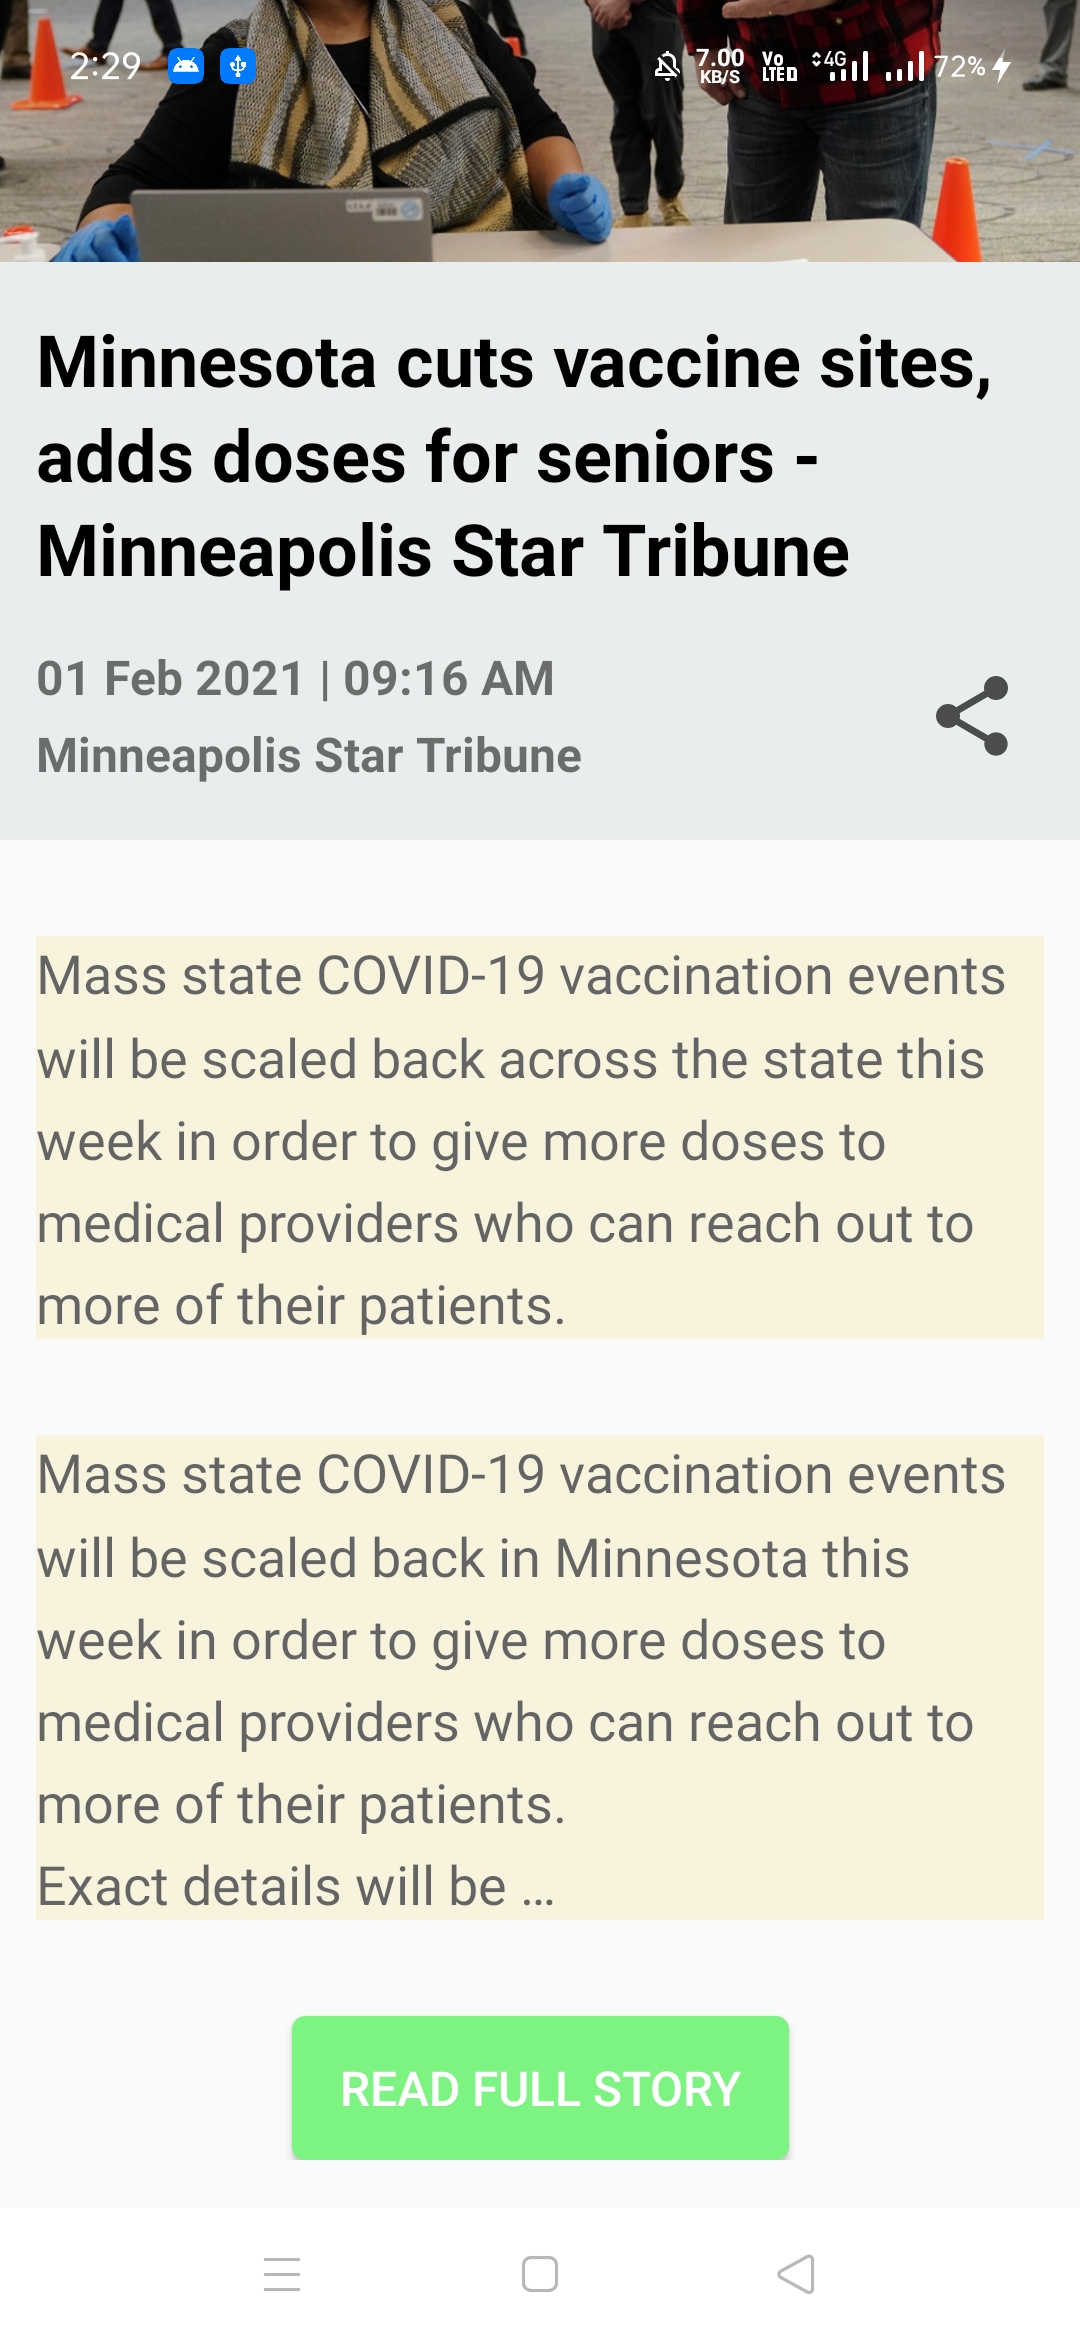 2:29 7.00 KB/S Vo LTE 4G 72%
Minnesota cuts vaccine sites,
adds doses for seniors -
Minneapolis Star Tribune
01 Feb 2021 | 09:16 AM
Minneapolis Star Tribune
Mass state COVID-19 vaccination events
will be scaled back across the state this
week in order to give more doses to
medical providers who can reach out to
more of their patients.
Mass state COVID-19 vaccination events
will be scaled back in Minnesota this
week in order to give more doses to
medical providers who can reach out to
more of their patients.
Exact details will be …
READ FULL STORY